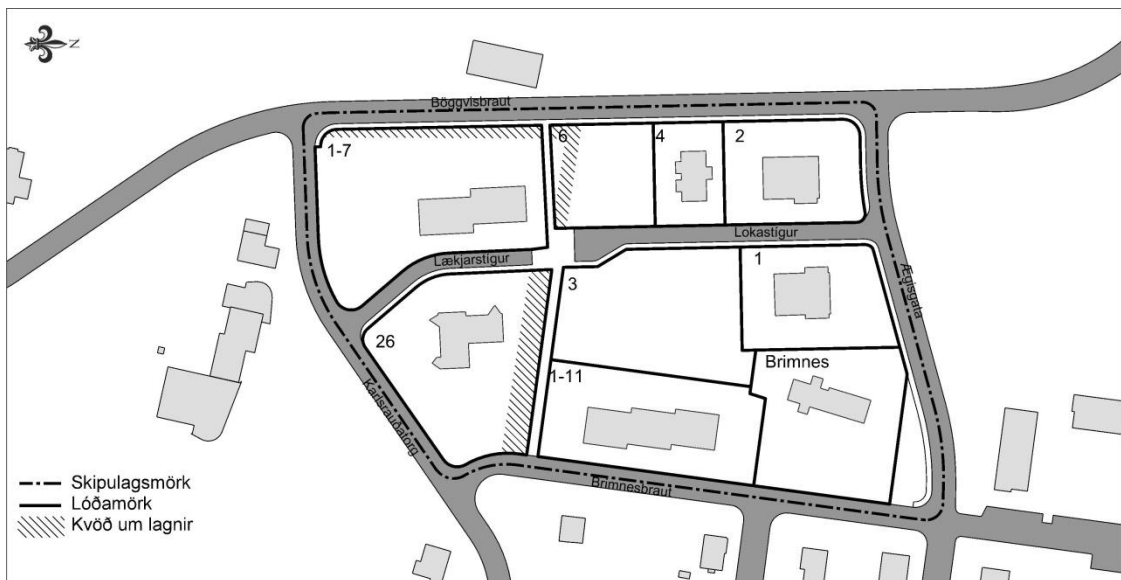 N
Böggvisbraut
1-7
6
4
2
Lokastígur
Lækjarstígur
3
1
Ægisgata
26
Brimnes
1-11
Karlsrauðatorg
Brimnesbraut
Skipulagsmörk
Lóðamörk
Kvöð um lagnir